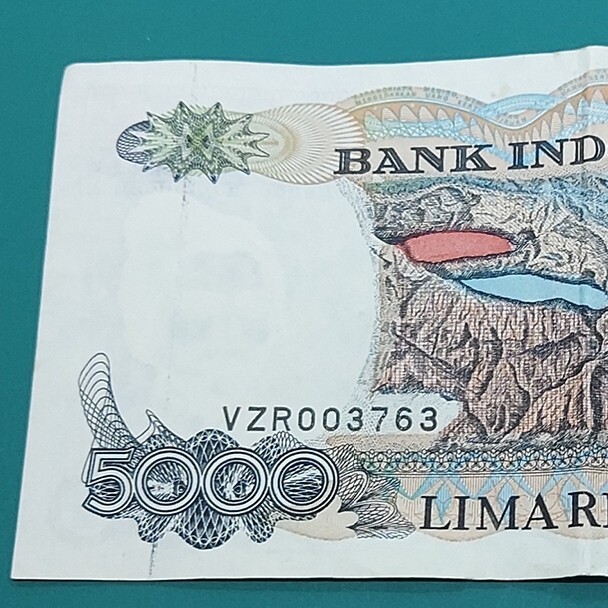 BANK IND
VZR003763
5000
LIMA R